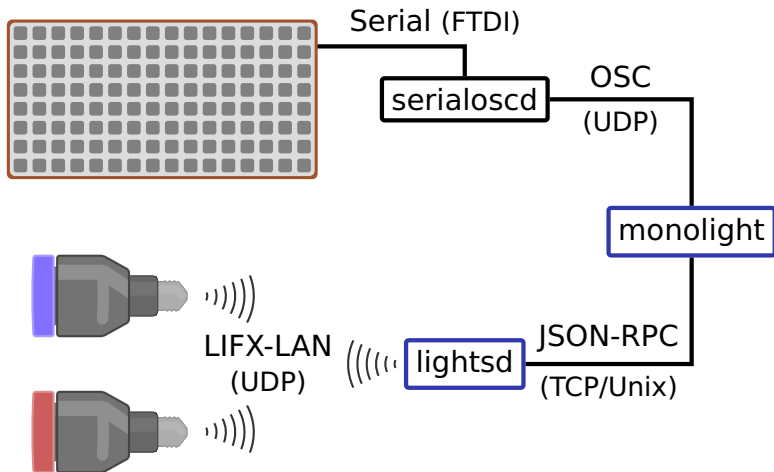 Serial (FTDI)
serialoscd
OSC
(UDP)
monolight
JSON-RPC
(TCP/Unix)
lightsd
LIFX-LAN
(UDP)